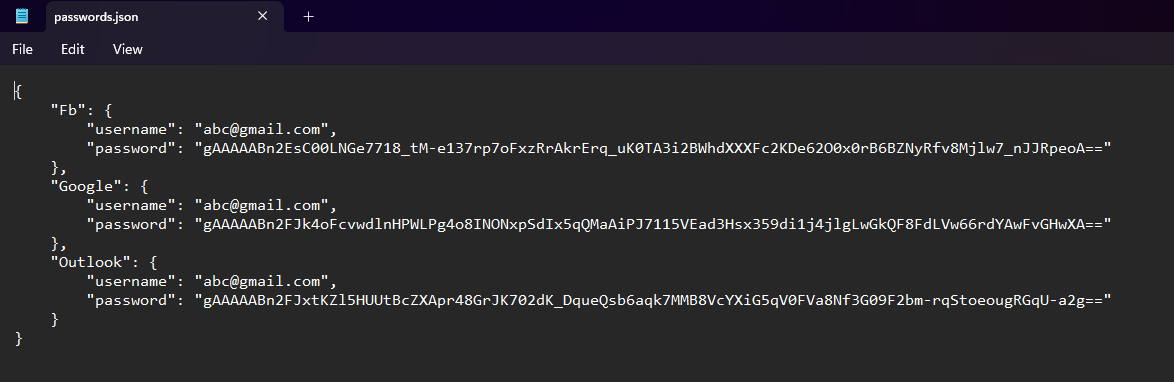 passwords.json
File Edit View
{
    "Fb": {
        "username": "abc@gmail.com",
        "password": "gAAAAABn2EsC00LNGe7718_tM-e137rp7oFxzRrAkrErq_uK0TA3i2BWhdXXXFc2KDe62O0x0rB6BZNyRfv8Mjlw7_nJJRpeoA=="
    },
    "Google": {
        "username": "abc@gmail.com",
        "password": "gAAAAABn2FJk4oFcvwdlnHPWLPg4o8INONxpSdIx5qQMaAiPJ7115VEad3Hsx359di1j4jlgLwGkQF8FdLVw66rdYAwFvGHwXA=="
    },
    "Outlook": {
        "username": "abc@gmail.com",
        "password": "gAAAAABn2FJxtKZl5HUUtBcZXApr48GrJK702dK_DqueQsb6aqk7MMB8VcYXiG5qV0FVa8Nf3G09F2bm-rqStoeougRGqU-a2g=="
    }
}